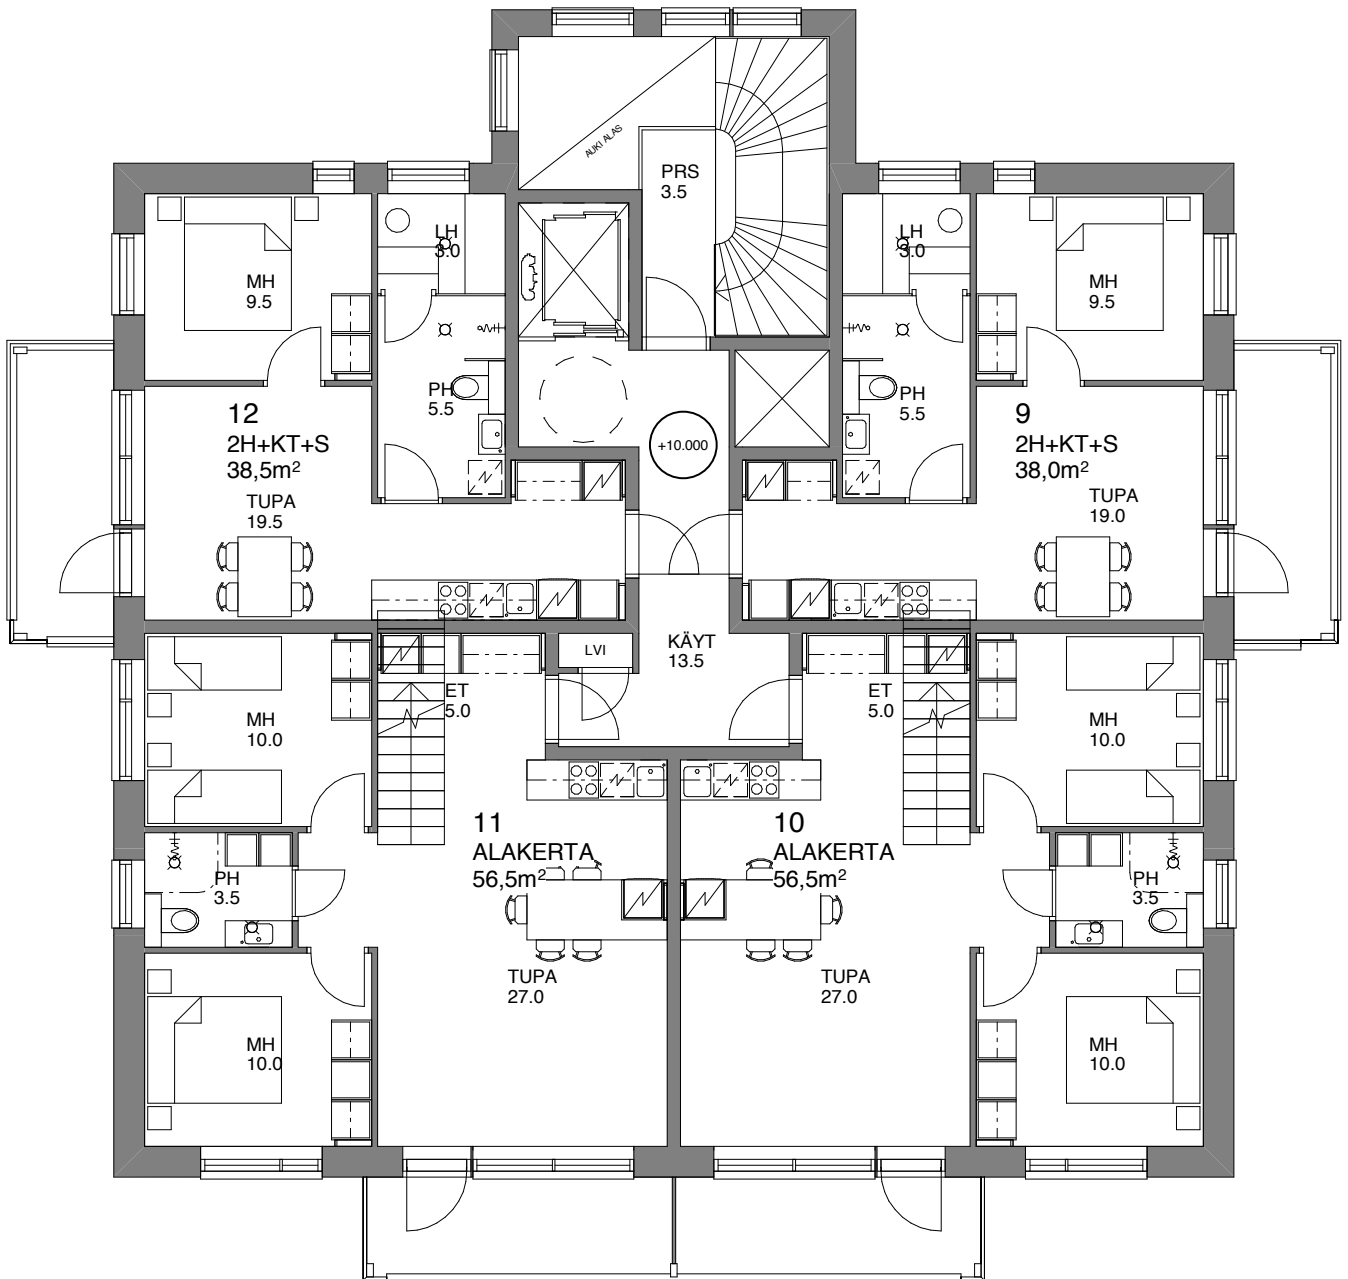 AUKI ALAS
PRS
3.5
LH
3.0
LH
3.0
MH
9.5
MH
9.5
PH
5.5
PH
5.5
12
2H+KT+S
38,5m²
TUPA
19.5
+10.000
9
2H+KT+S
38,0m²
TUPA
19.0
LVI
KÄYT
13.5
ET
5.0
ET
5.0
MH
10.0
MH
10.0
11
ALAKERTA
56,5m²
10
ALAKERTA
56,5m²
PH
3.5
PH
3.5
TUPA
27.0
TUPA
27.0
MH
10.0
MH
10.0